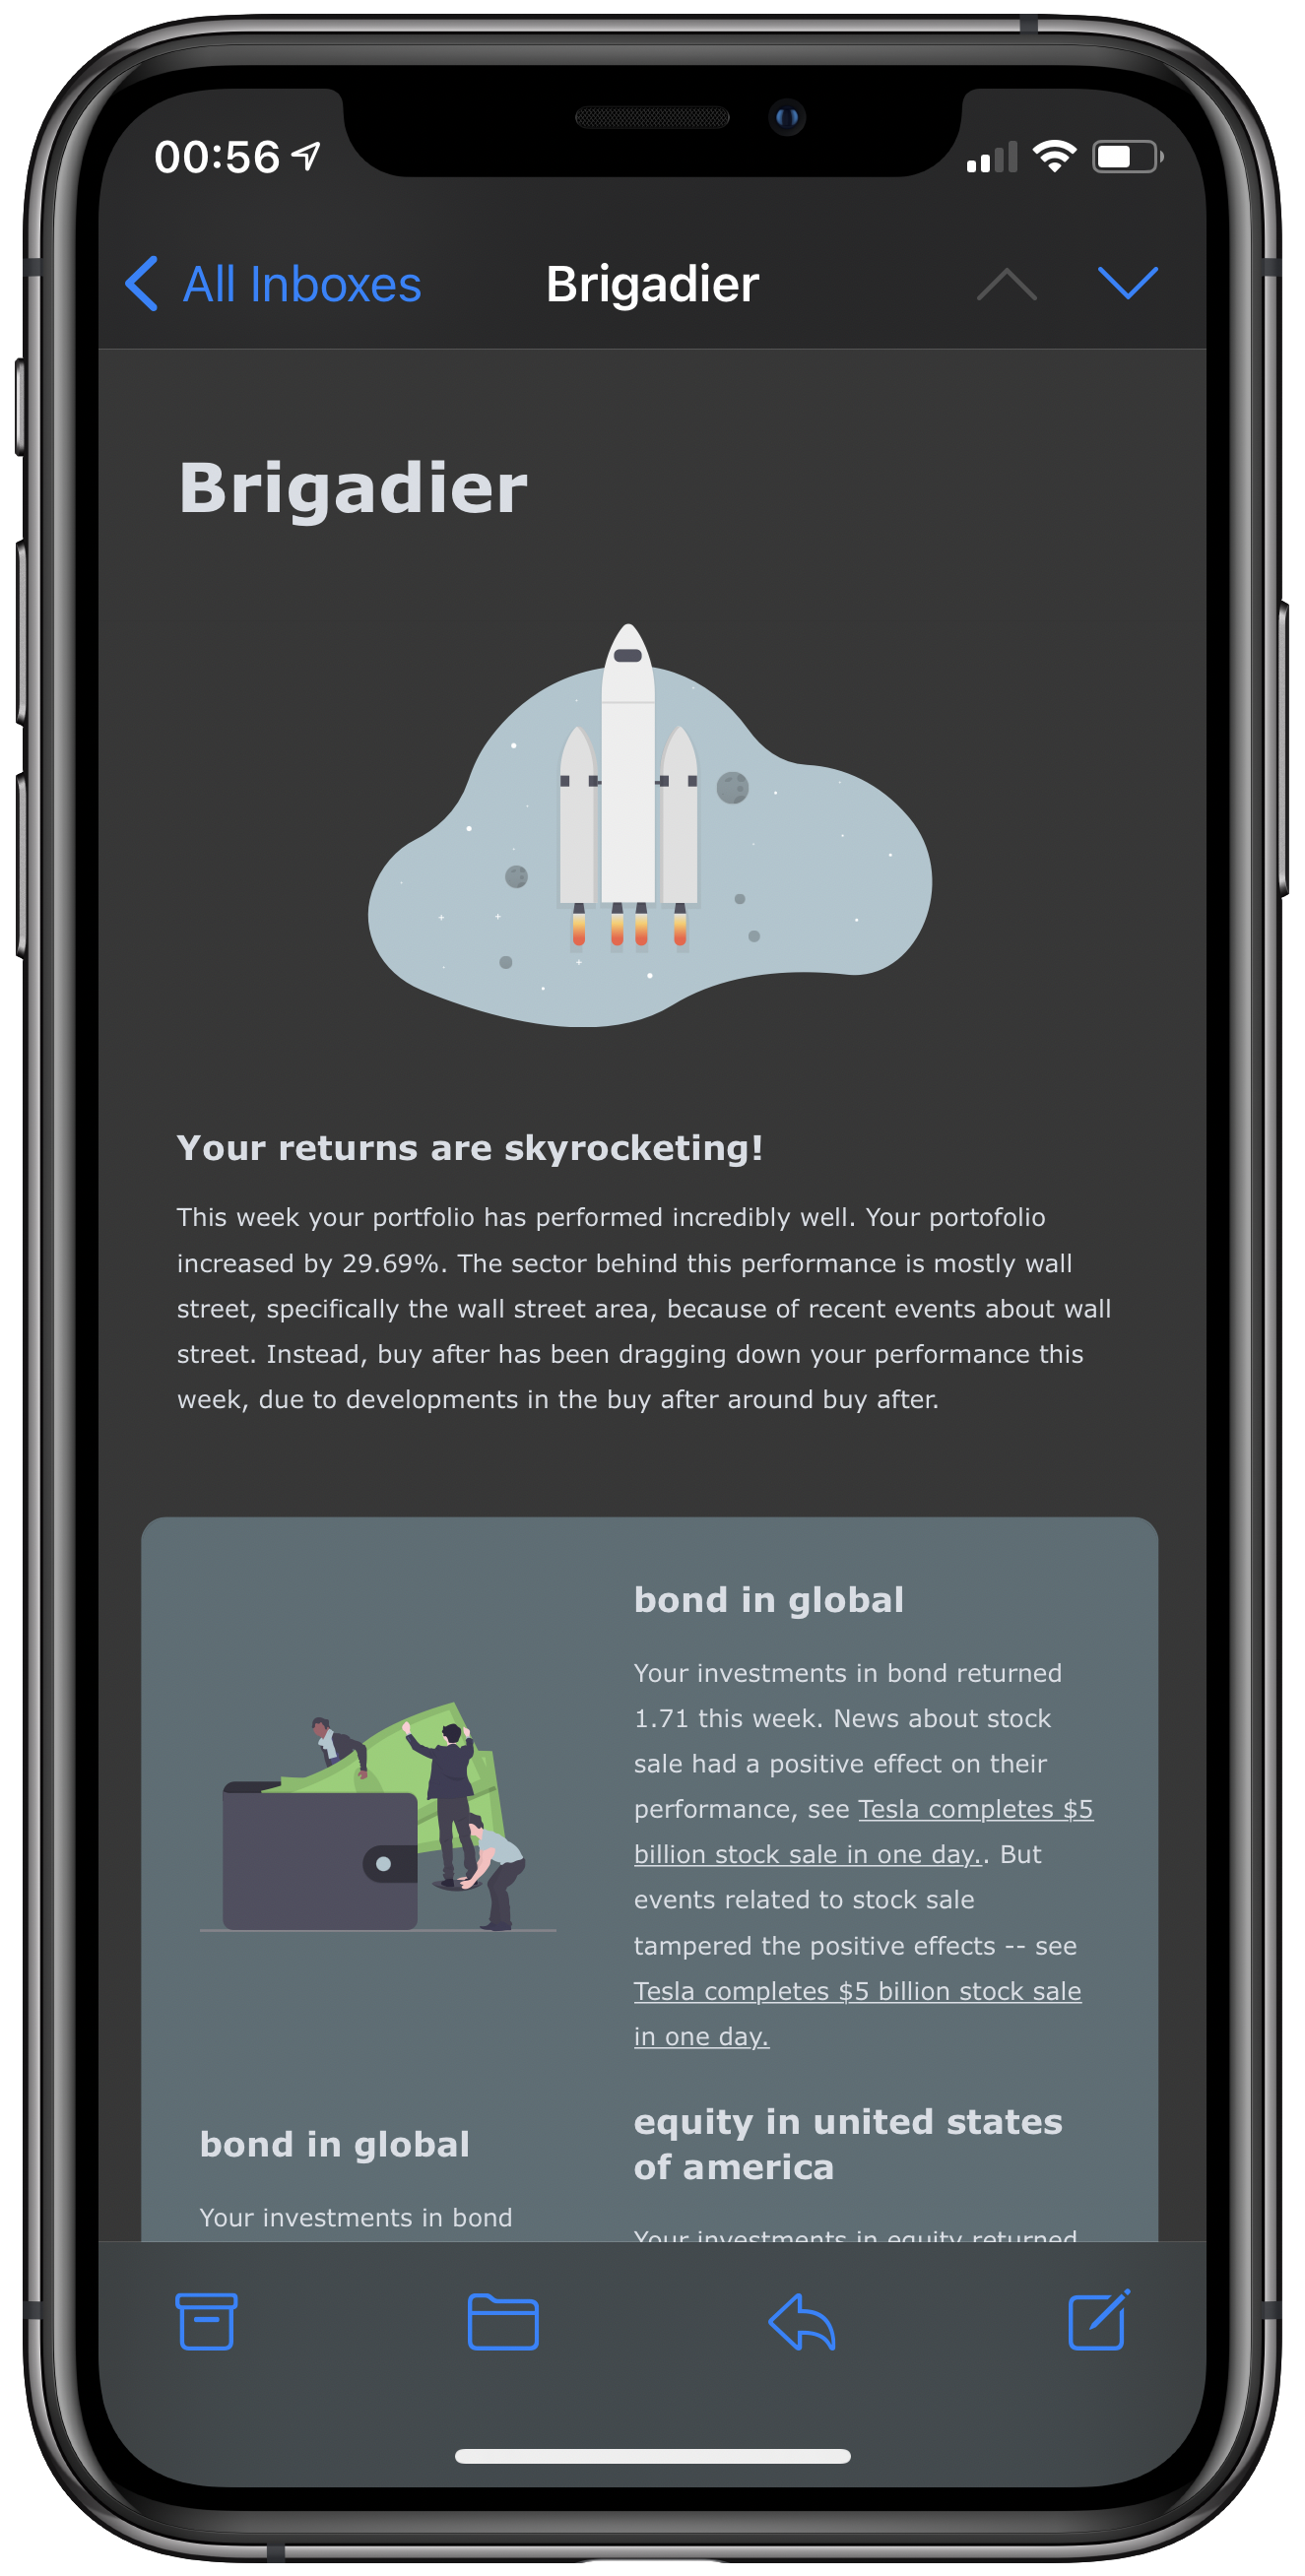 00:56
All Inboxes
Brigadier
Brigadier
Your returns are skyrocketing!
This week your portfolio has performed incredibly well. Your portofolio
increased by 29.69%. The sector behind this performance is mostly wall
street, specifically the wall street area, because of recent events about wall
street. Instead, buy after has been dragging down your performance this
week, due to developments in the buy after around buy after.
bond in global
Your investments in bond returned
1.71 this week. News about stock
sale had a positive effect on their
performance, see Tesla completes $5
billion stock sale in one day.. But
events related to stock sale
tampered the positive effects -- see
Tesla completes $5 billion stock sale
in one day.
bond in global
Your investments in bond
equity in united states
of america
Your investments in equity returned